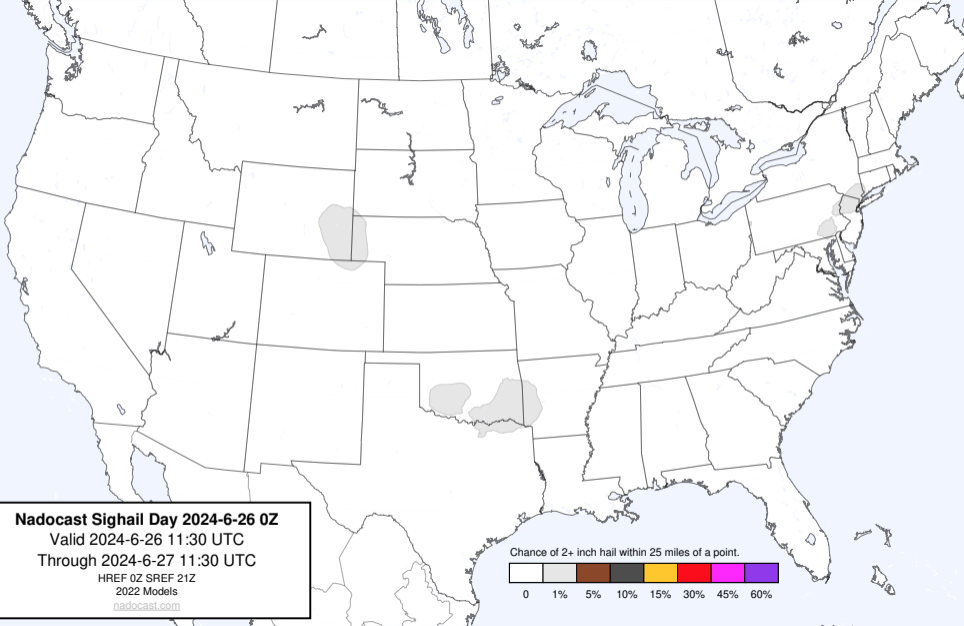 Nadocast Sighail Day 2024-6-26 0Z
Valid 2024-6-26 11:30 UTC
Through 2024-6-27 11:30 UTC
HREF 0Z SREF 21Z
2022 Models
nadocast.com
Chance of 2+ inch hail within 25 miles of a point.
0 1% 5% 10% 15% 30% 45% 60%